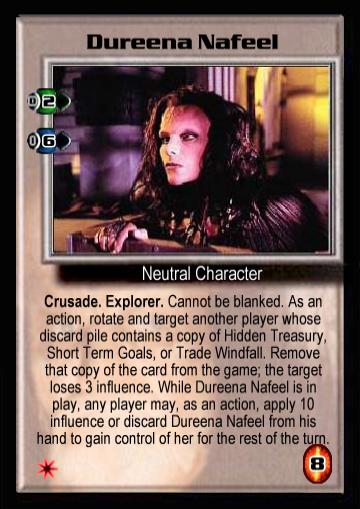 Dureena Nafeel
2
6
Neutral Character
Crusade. Explorer. Cannot be blanked. As an
action, rotate and target another player whose
discard pile contains a copy of Hidden Treasury,
Short Term Goals, or Trade Windfall. Remove
that copy of the card from the game; the target
loses 3 influence. While Dureena Nafeel is in
play, any player may, as an action, apply 10
influence or discard Dureena Nafeel from his
hand to gain control of her for the rest of the turn.
8